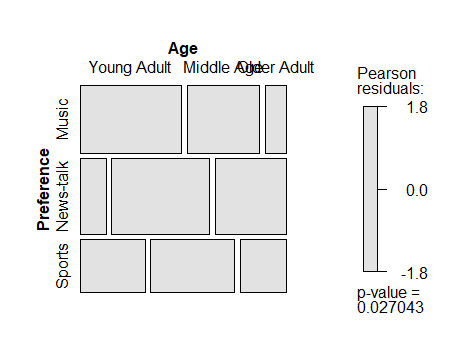 Age
Young Adult Middle Age Older Adult
Preference
Music
News-talk
Sports
Pearson
residuals:
1.8
0.0
-1.8
p-value =
0.027043